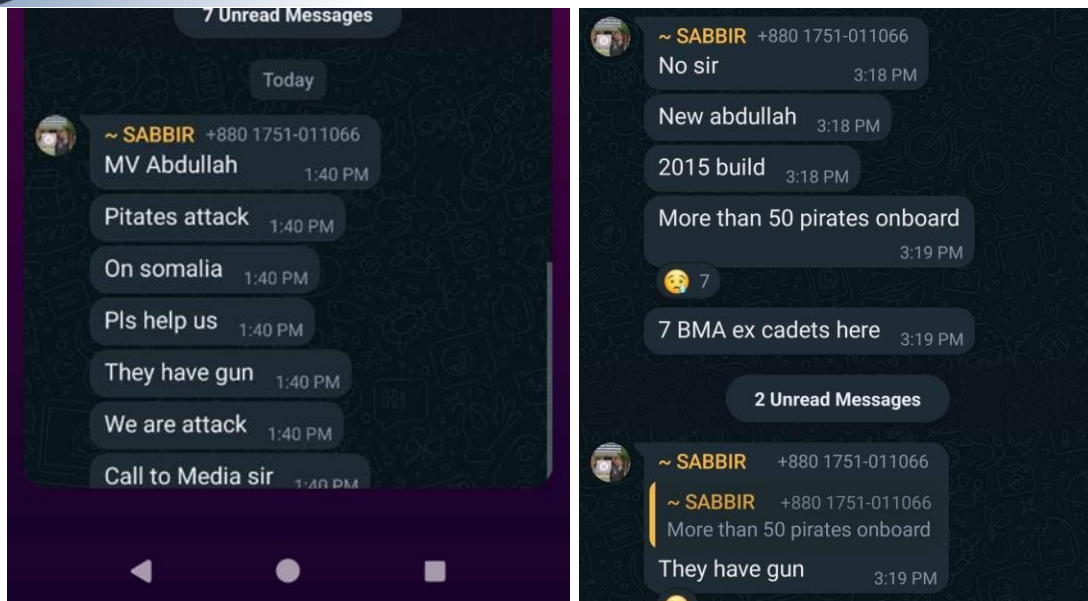 7 Unread Messages
Today
~ SABBIR +880 1751-011066
MV Abdullah 1:40 PM
Pitates attack 1:40 PM
On somalia 1:40 PM
Pls help us 1:40 PM
They have gun 1:40 PM
We are attack 1:40 PM
Call to Media sir 1:40 PM
~ SABBIR +880 1751-011066
No sir 3:18 PM
New abdullah 3:18 PM
2015 build 3:18 PM
More than 50 pirates onboard
3:19 PM
😢 7
7 BMA ex cadets here 3:19 PM
2 Unread Messages
~ SABBIR +880 1751-011066
~ SABBIR +880 1751-011066
More than 50 pirates onboard
They have gun 3:19 PM